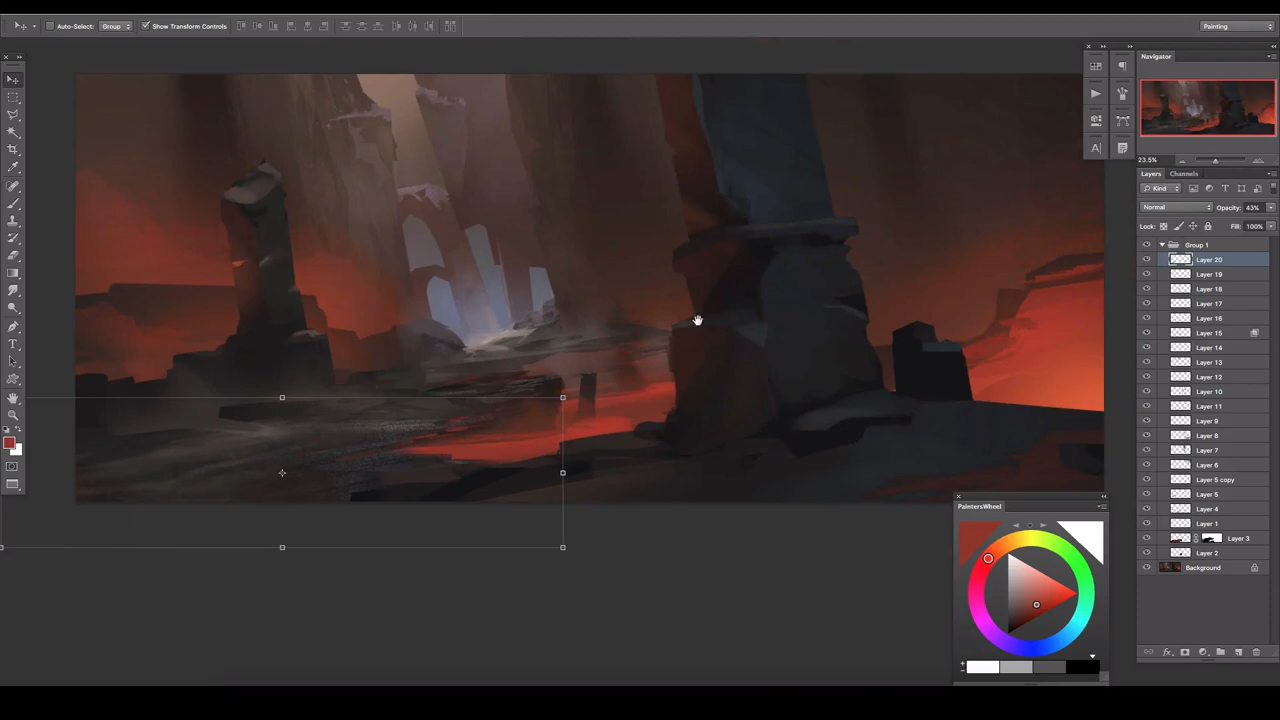 Auto-Select: Group Show Transform Controls Painting
Navigator
23.5%
Layers Channels
Kind
Normal Opacity: 43%
Lock: Fill: 100%
Group 1
Layer 20
Layer 19
Layer 18
Layer 17
Layer 16
Layer 15
Layer 14
Layer 13
Layer 12
Layer 10
Layer 11
Layer 9
Layer 8
Layer 7
Layer 6
Layer 5 copy
Layer 5
Layer 4
Layer 1
Layer 3
Layer 2
Background
PaintersWheel